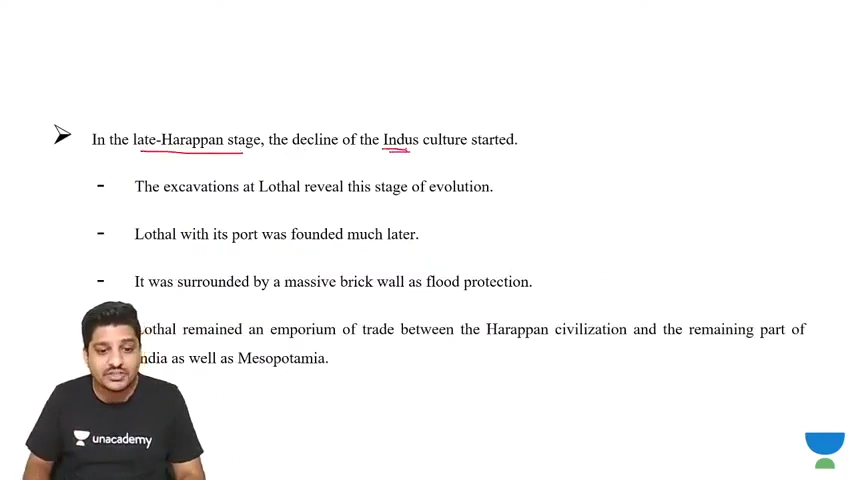 In the late-Harappan stage, the decline of the Indus culture started.
- The excavations at Lothal reveal this stage of evolution.
- Lothal with its port was founded much later.
- It was surrounded by a massive brick wall as flood protection.
Lothal remained an emporium of trade between the Harappan civilization and the remaining part of
India as well as Mesopotamia.
unacademy